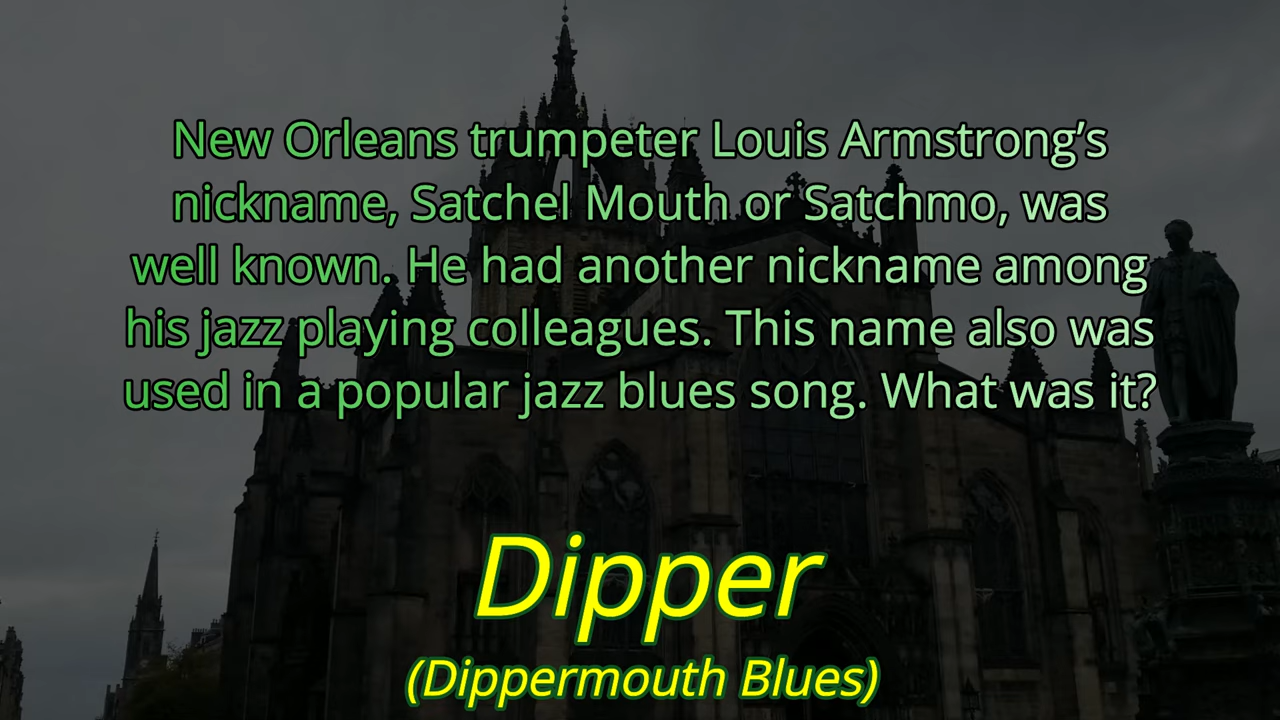 New Orleans trumpeter Louis Armstrong’s
nickname, Satchel Mouth or Satchmo, was
well known. He had another nickname among
his jazz playing colleagues. This name also was
used in a popular jazz blues song. What was it?
Dipper
(Dippermouth Blues)